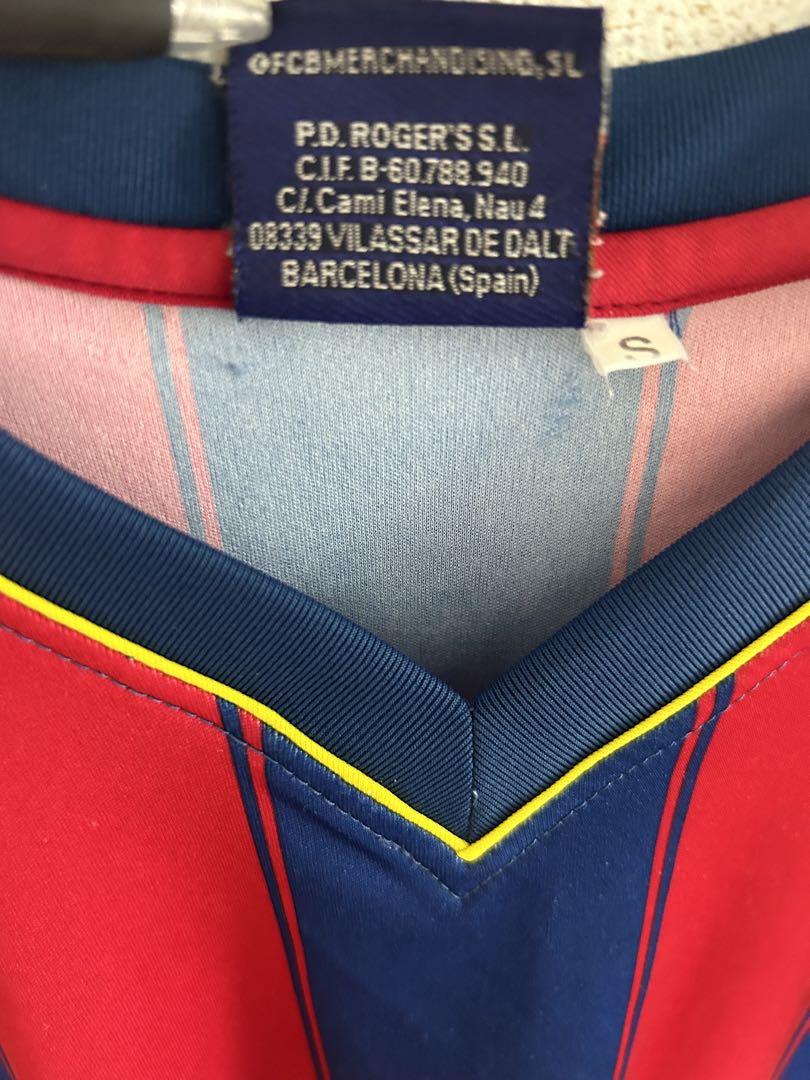 ©FCBMERCHANDISING, SL
P.D. ROGER'S S.L.
C.I.F. B-60.788.940
C/. Cami Elena, Nau 4
08339 VILASSAR DE DALT
BARCELONA (Spain)
S